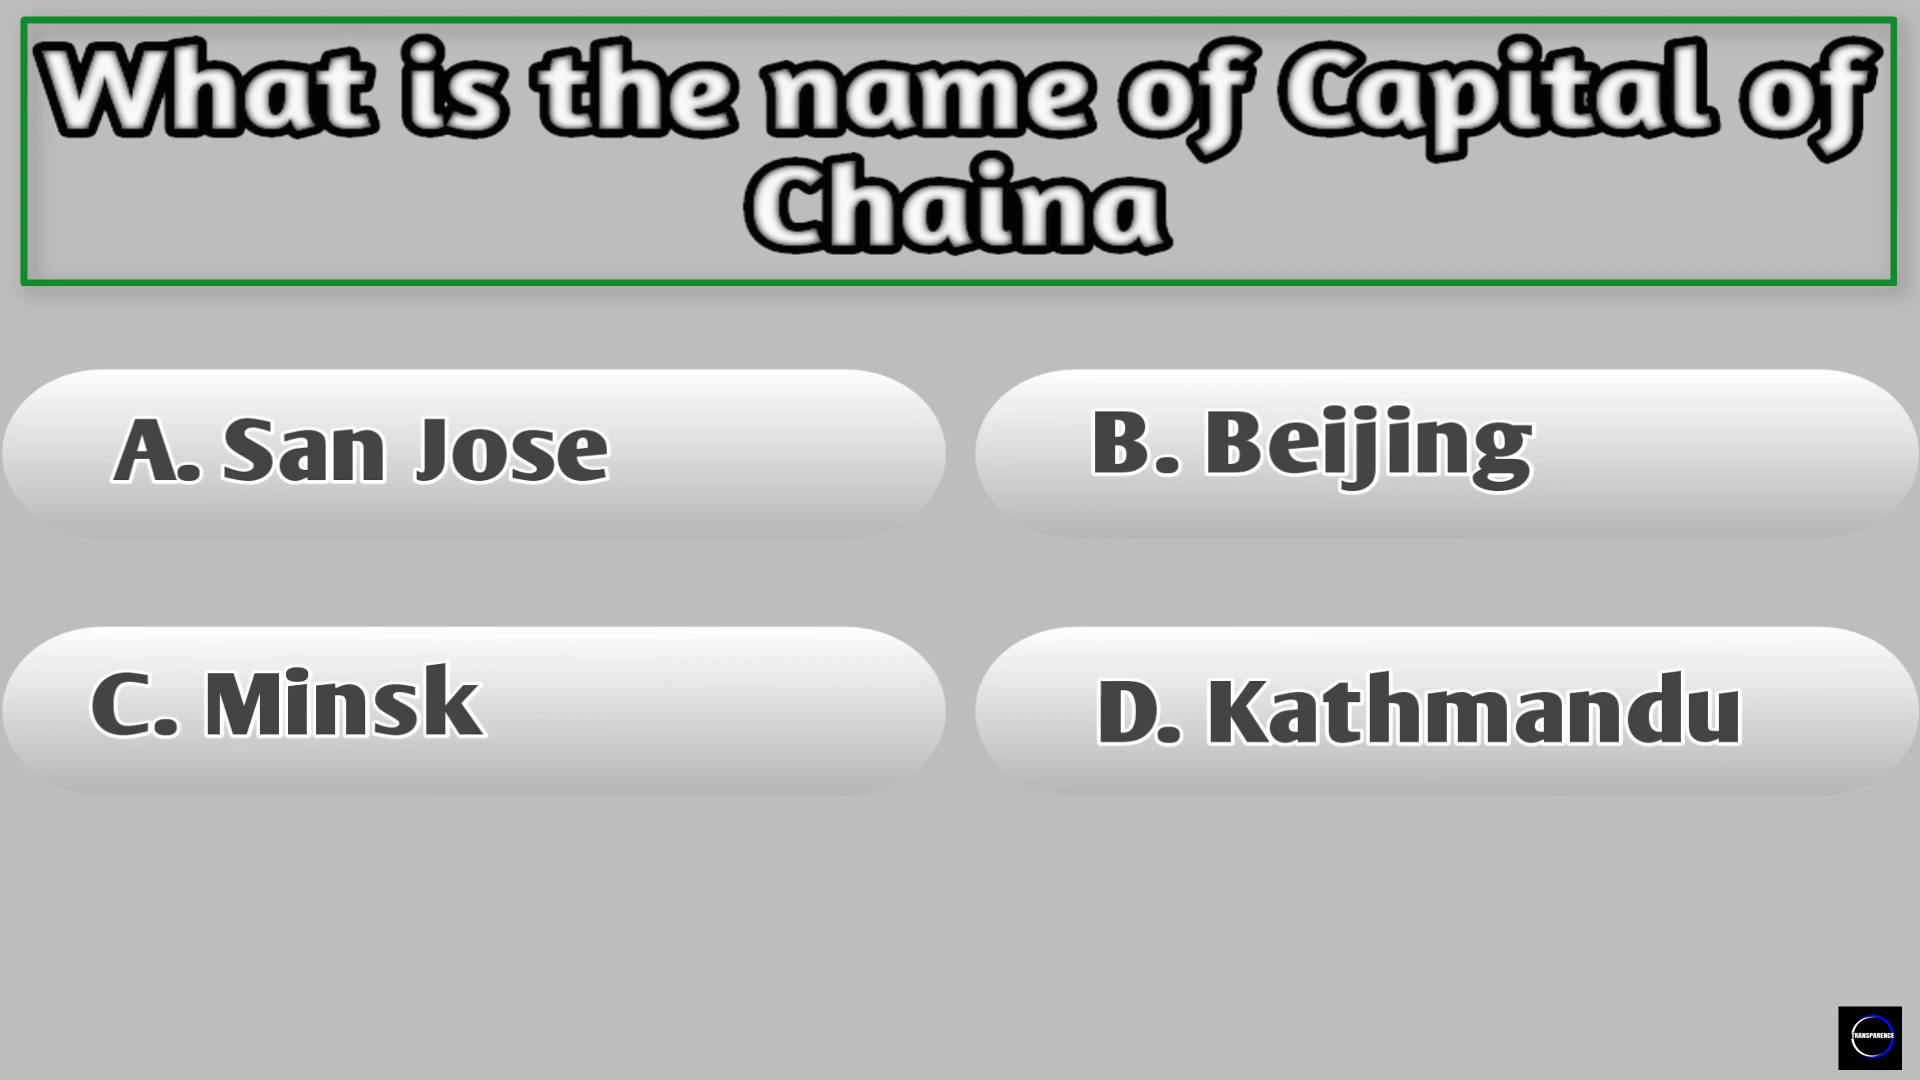 What is the name of Capital of
Chaina
A. San Jose
B. Beijing
C. Minsk
D. Kathmandu
TRANSPARENCE